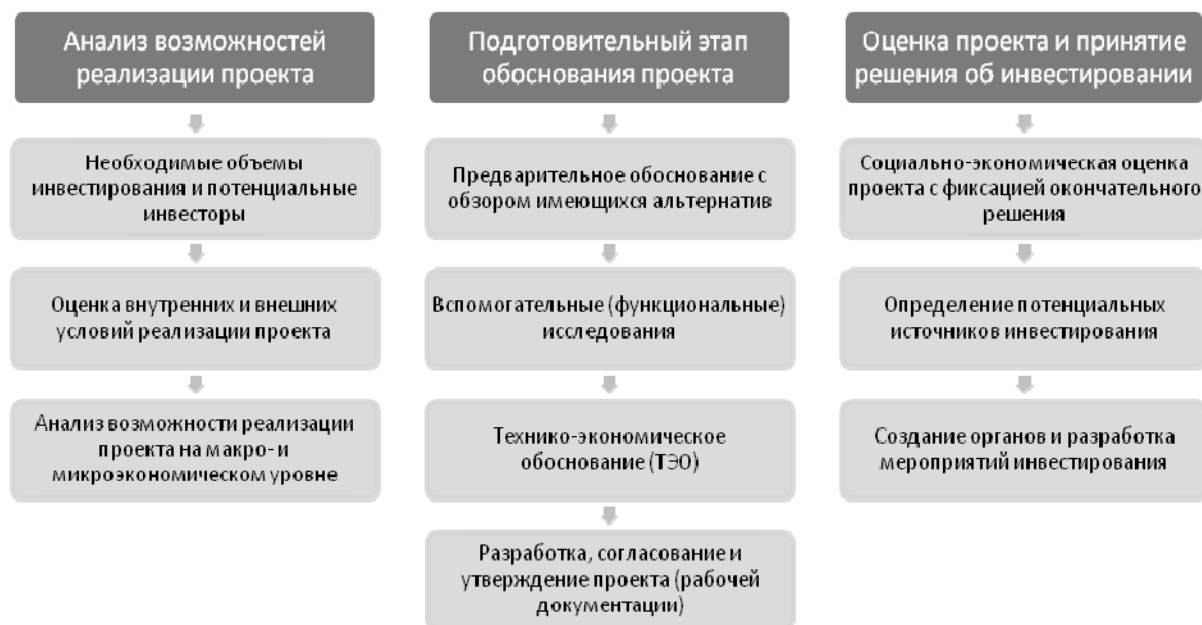 Анализ возможностей
реализации проекта
Необходимые объемы
инвестирования и потенциальные
инвесторы
Оценка внутренних и внешних
условий реализации проекта
Анализ возможности реализации
проекта на макро- и
микроэкономическом уровне
Подготовительный этап
обоснования проекта
Предварительное обоснование с
обзором имеющихся альтернатив
Вспомогательные (функциональные)
исследования
Технико-экономическое
обоснование (ТЭО)
Разработка, согласование и
утверждение проекта (рабочей
документации)
Оценка проекта и принятие
решения об инвестировании
Социально-экономическая оценка
проекта с фиксацией окончательного
решения
Определение потенциальных
источников инвестирования
Создание органов и разработка
мероприятий инвестирования